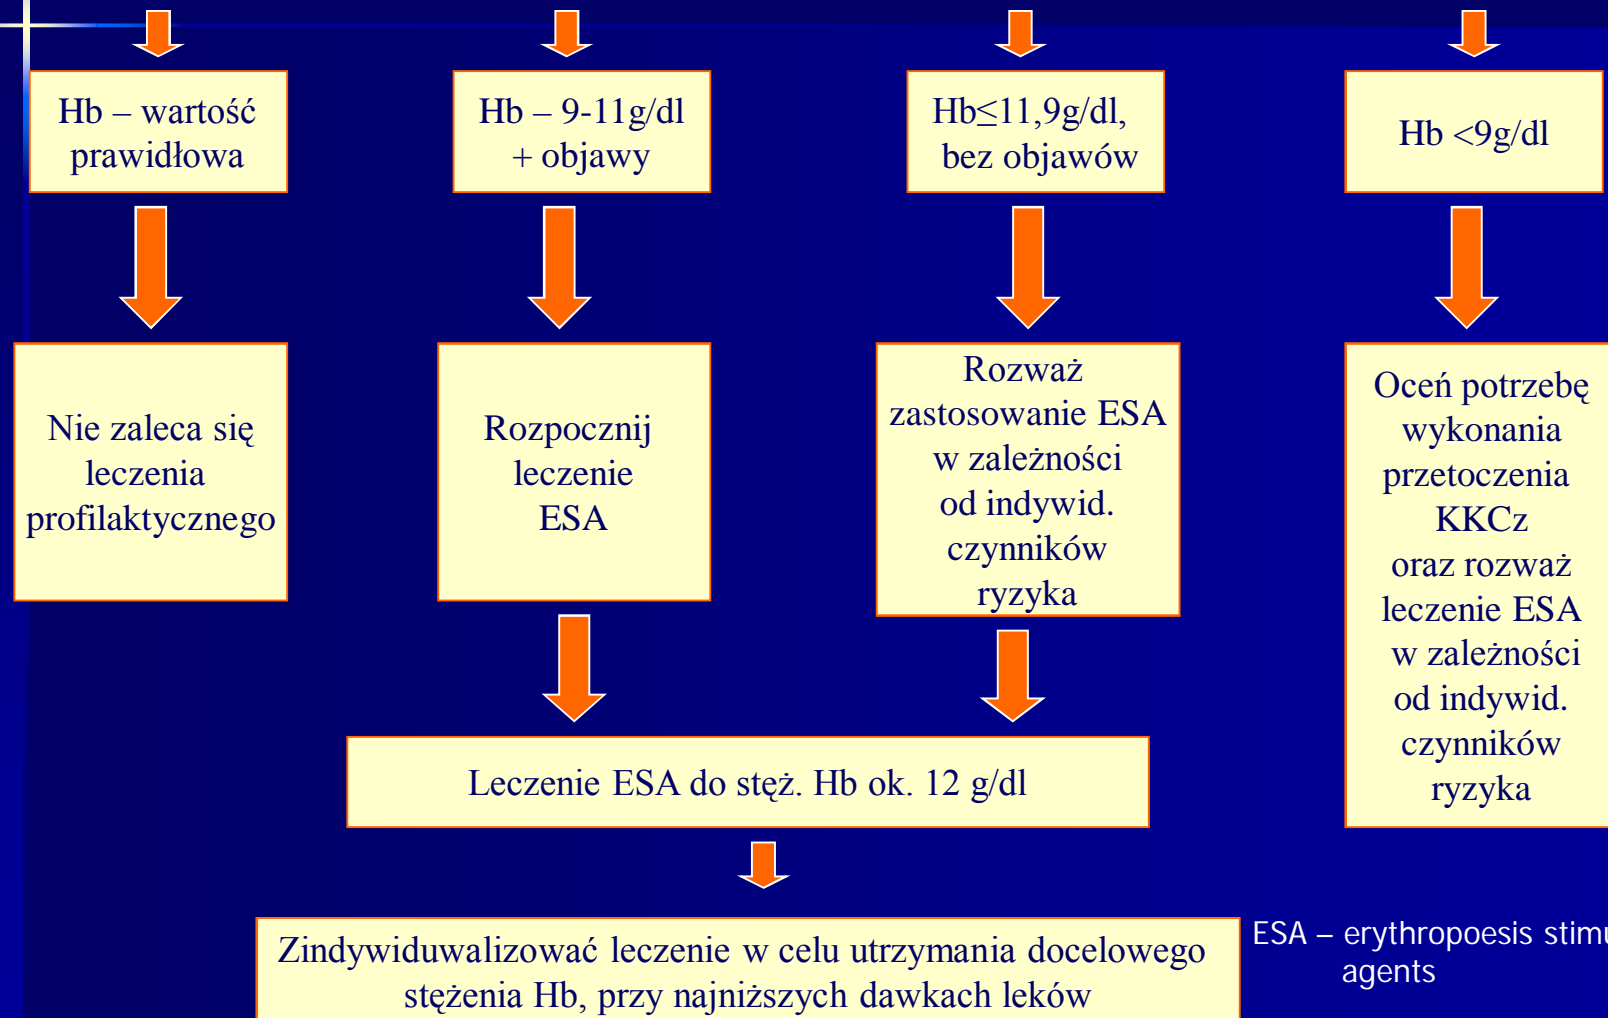 Hb – wartość
prawidłowa
Hb – 9-11g/dl
+ objawy
Hb≤11,9g/dl,
bez objawów
Hb <9g/dl
Nie zaleca się
leczenia
profilaktycznego
Rozpocznij
leczenie
ESA
Rozważ
zastosowanie ESA
w zależności
od indywid.
czynników
ryzyka
Oceń potrzebę
wykonania
przetoczenia
KKCz
oraz rozważ
leczenie ESA
w zależności
od indywid.
czynników
ryzyka
Leczenie ESA do stęż. Hb ok. 12 g/dl
Zindywiduwalizować leczenie w celu utrzymania docelowego
stężenia Hb, przy najniższych dawkach leków
ESA – erythropoesis stimu
agents